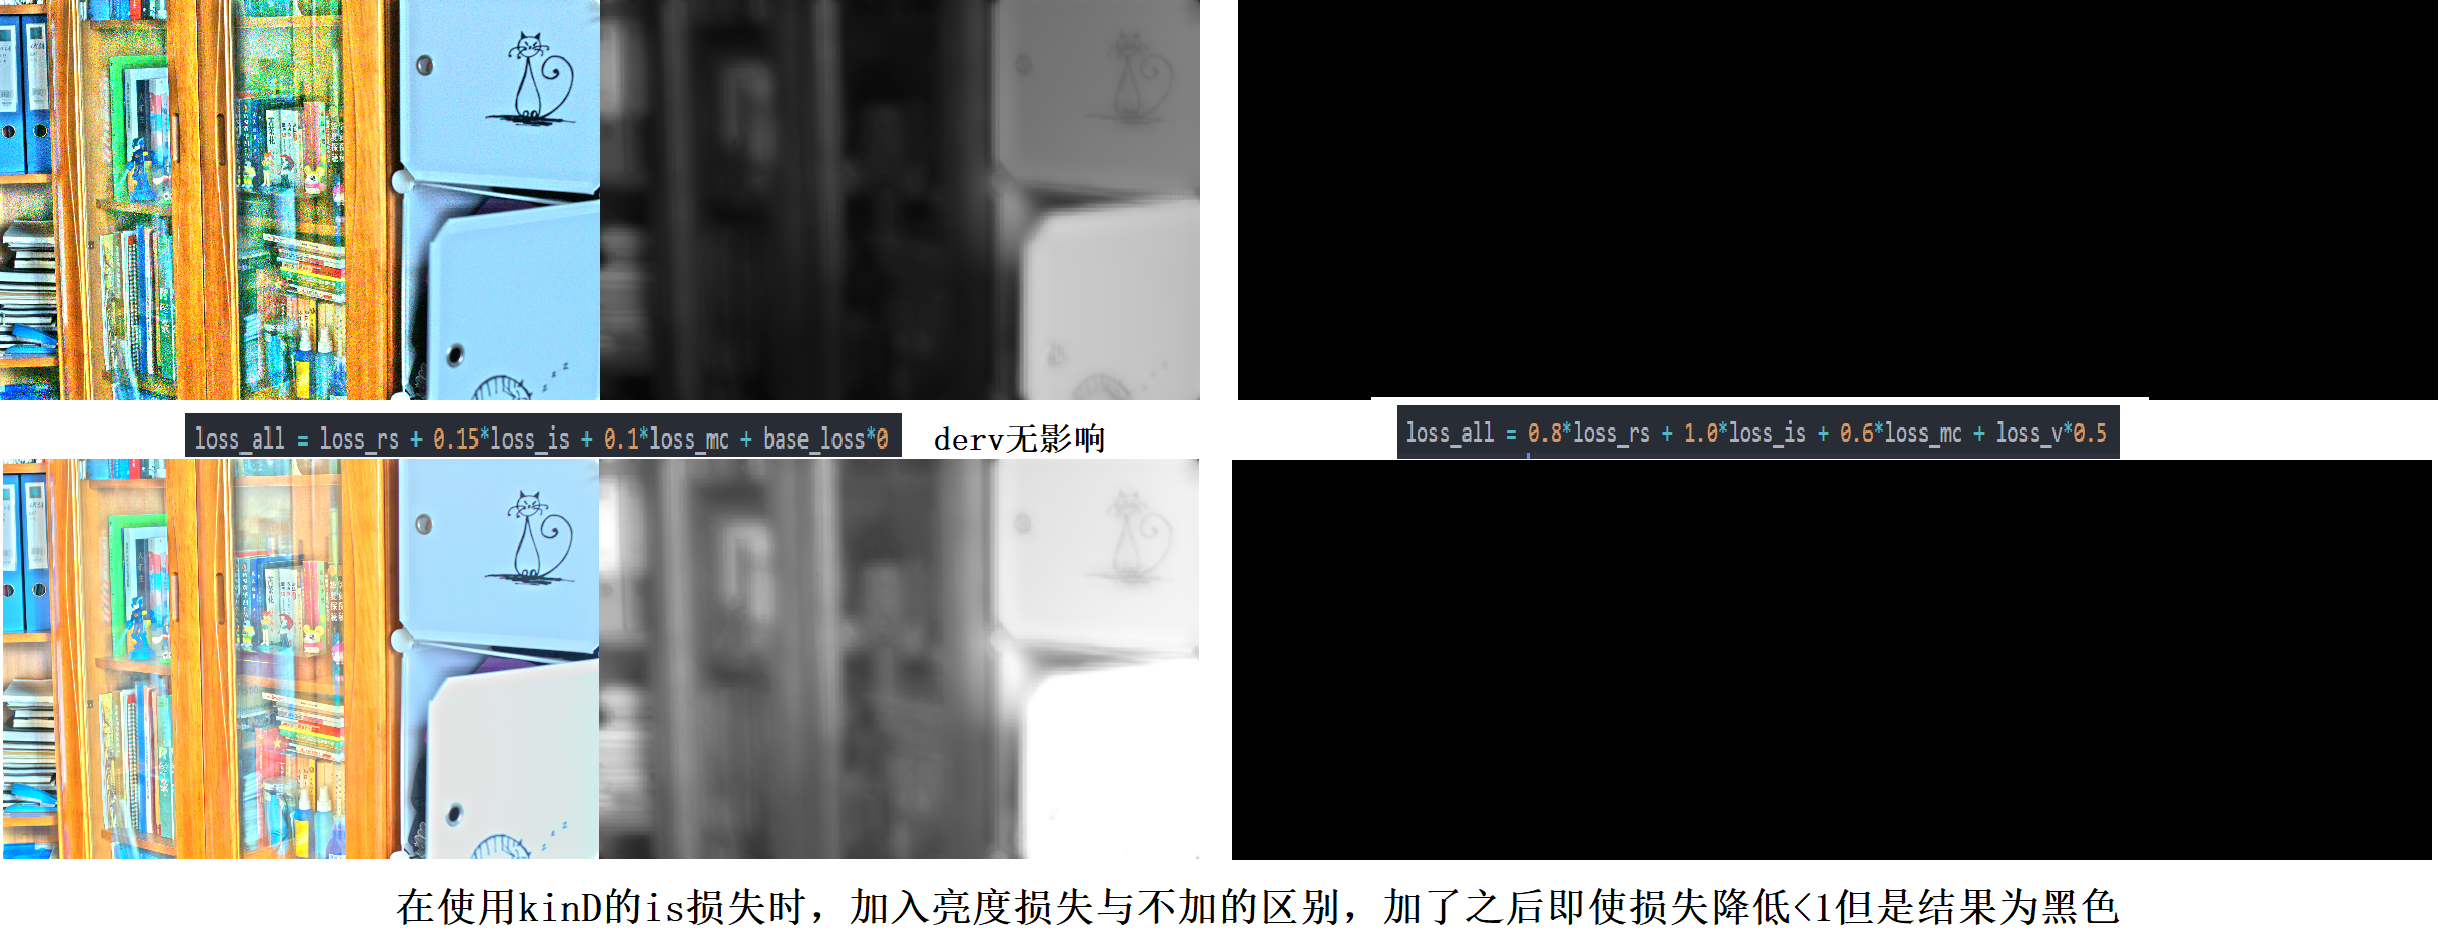 loss_all = loss_rs + 0.15*loss_is + 0.1*loss_mc + base_loss*0
derv无影响
loss_all = 0.8*loss_rs + 1.0*loss_is + 0.6*loss_mc + loss_v*0.5
在使用kinD的is损失时，加入亮度损失与不加的区别，加了之后即使损失降低<1但是结果为黑色